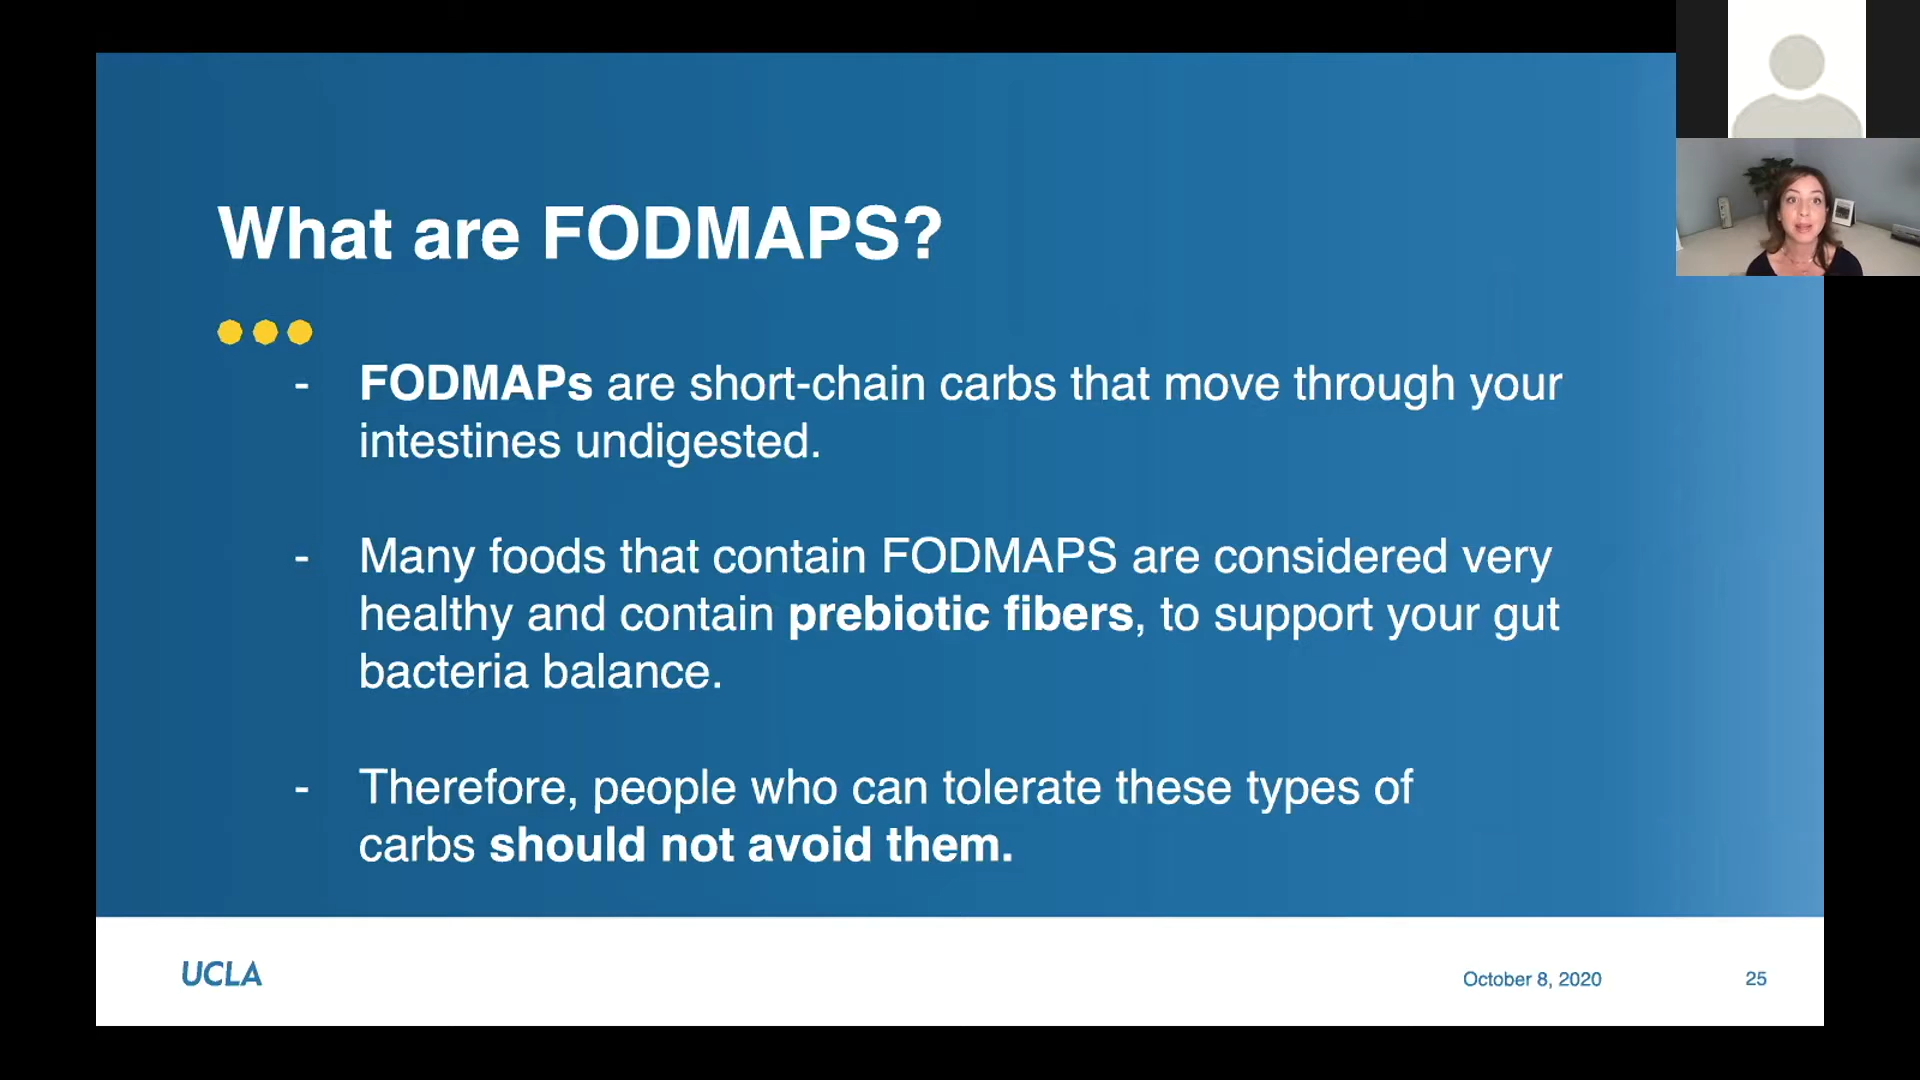 What are FODMAPS?
- FODMAPs are short-chain carbs that move through your
intestines undigested.
- Many foods that contain FODMAPS are considered very
healthy and contain prebiotic fibers, to support your gut
bacteria balance.
- Therefore, people who can tolerate these types of
carbs should not avoid them.
UCLA
October 8, 2020
25